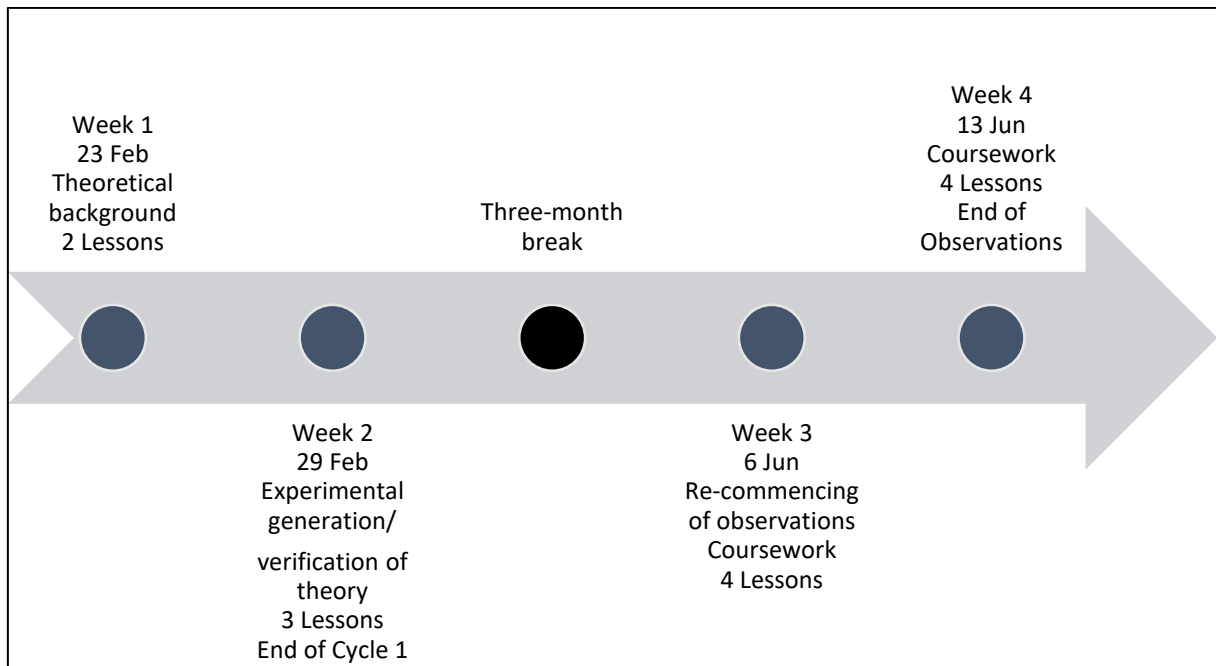 Week 1
23 Feb
Theoretical
background
2 Lessons
Week 2
29 Feb
Experimental
generation/
verification of
theory
3 Lessons
End of Cycle 1
Three-month
break
Week 3
6 Jun
Re-commencing
of observations
Coursework
4 Lessons
Week 4
13 Jun
Coursework
4 Lessons
End of
Observations